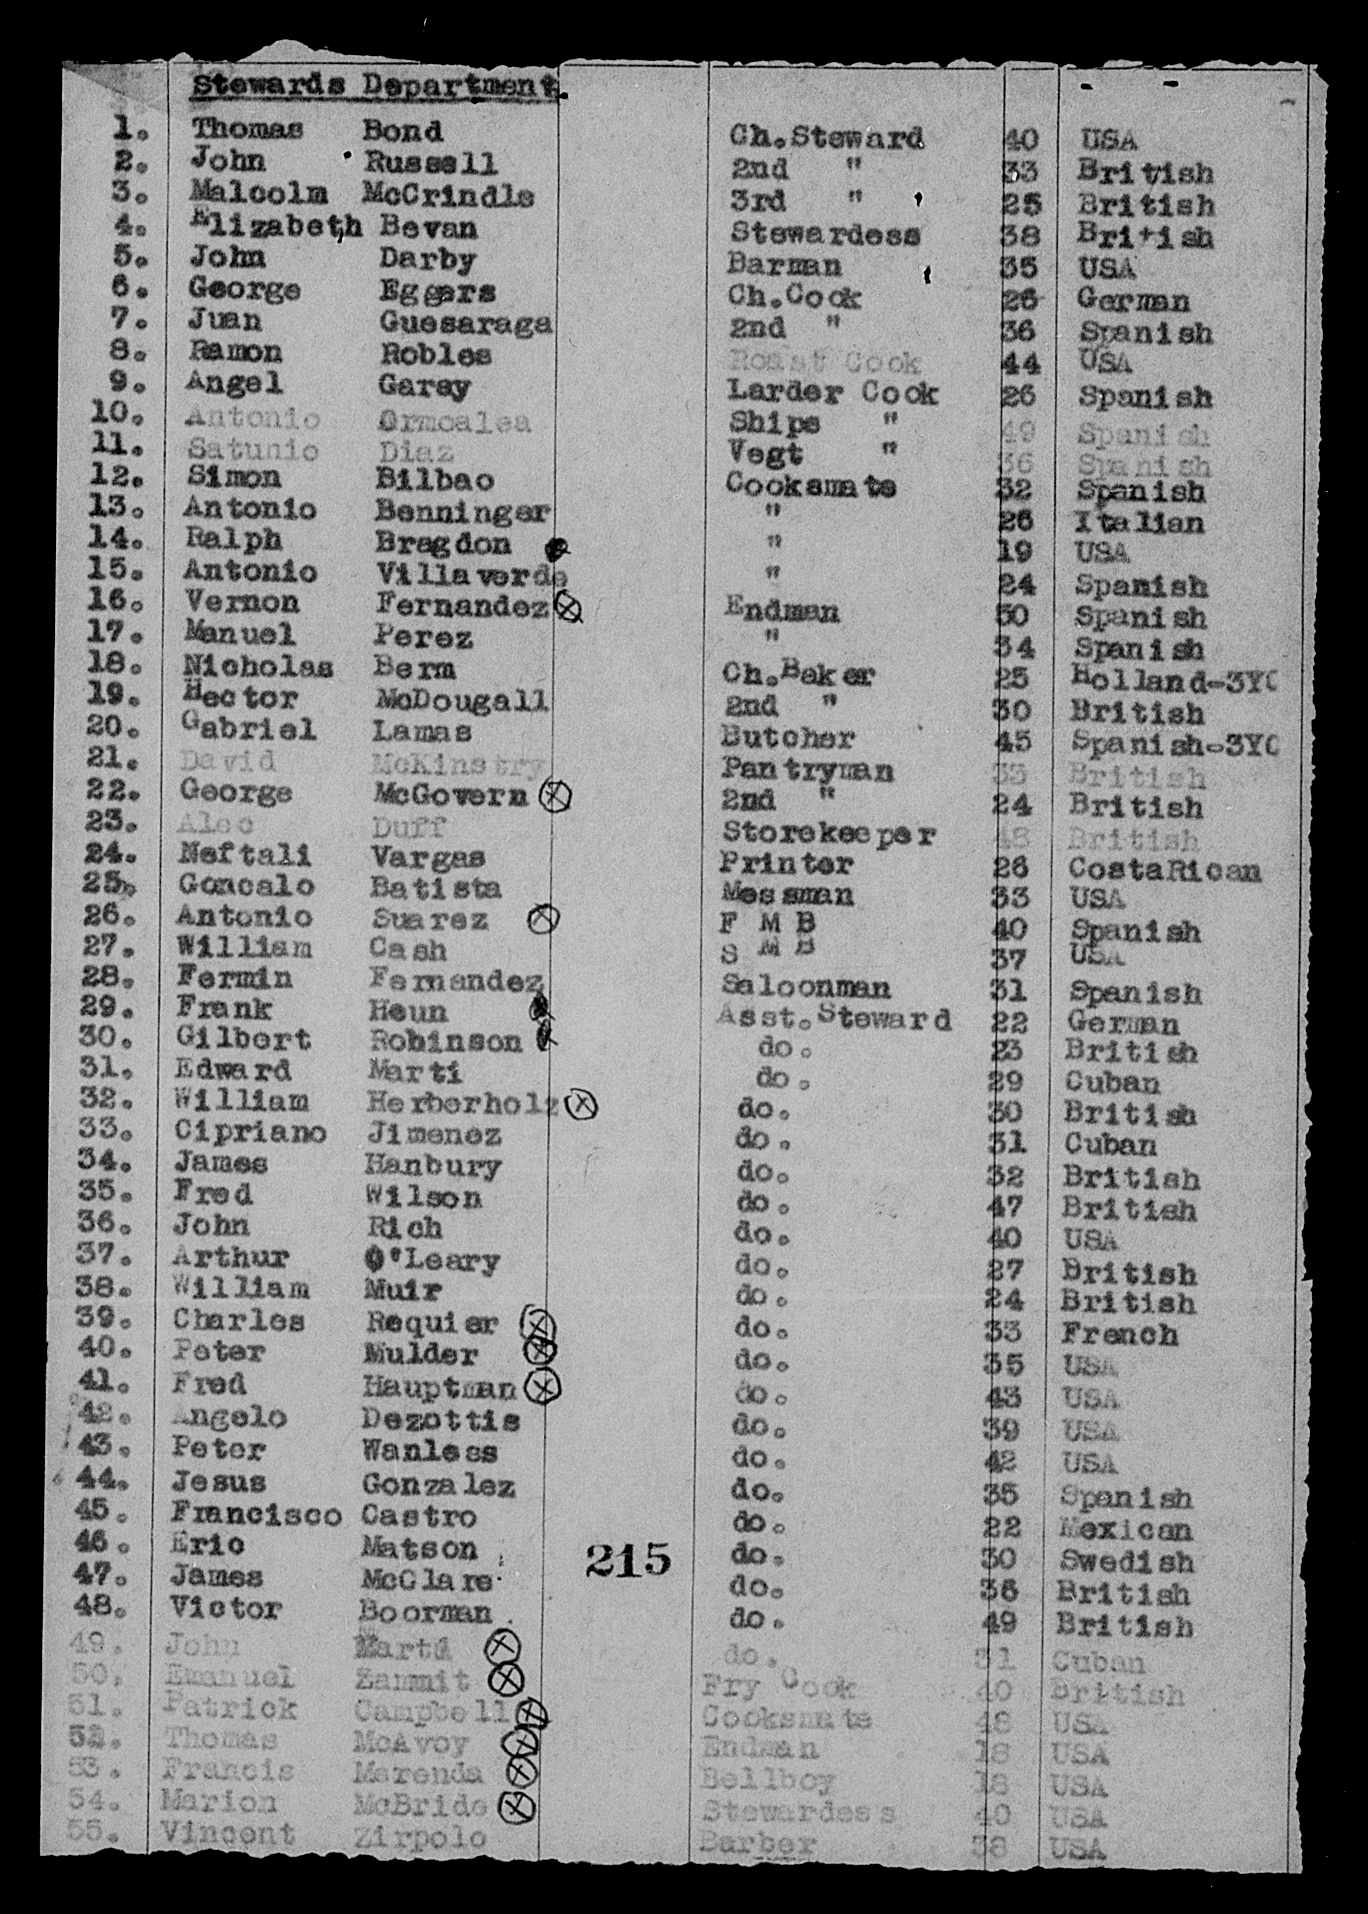 Stewards Department.
1. Thomas Bond Ch.Steward 40 USA
2. John Russell 2nd " 33 British
3. Malcolm McCrindle 3rd " 25 British
4. Elizabeth Bevan Stewardess 38 British
5. John Darby Barman 35 USA
6. George Eggers Ch.Cook 26 German
7. Juan Guesaraga 2nd " 36 Spanish
8. Ramon Robles Roast Cook 44 USA
9. Angel Garay Larder Cook 26 Spanish
10. Antonio Ormcalea Ships " 49 Spanish
11. Satunio Diaz Vegt " 36 Spanish
12. Simon Bilbao Cooksmate 32 Spanish
13. Antonio Benninger " 26 Italian
14. Ralph Bragdon " 19 USA
15. Antonio Villaverde " 24 Spanish
16. Vernon Fernandez Endman 50 Spanish
17. Manuel Perez " 34 Spanish
18. Nicholas Berm Ch.Baker 25 Holland-3YC
19. Hector McDougall 2nd " 30 British
20. Gabriel Lamas Butcher 45 Spanish-3YC
21. David McKinstry Pantryman 33 British
22. George McGovern 2nd " 24 British
23. Alec Duff Storekeeper 48 British
24. Neftali Vargas Printer 26 CostaRican
25. Goncalo Batista Messman 33 USA
26. Antonio Suarez F M B 40 Spanish
27. William Cash S M B 37 USA
28. Fermin Fernandez Saloonman 31 Spanish
29. Frank Heun Asst.Steward 22 German
30. Gilbert Robinson do. 23 British
31. Edward Marti do. 29 Cuban
32. William Herberholz do. 30 British
33. Cipriano Jimenez do. 31 Cuban
34. James Hanbury do. 32 British
35. Fred Wilson do. 47 British
36. John Rich do. 40 USA
37. Arthur O'Leary do. 27 British
38. William Muir do. 24 British
39. Charles Requier do. 33 French
40. Peter Mulder do. 35 USA
41. Fred Hauptman do. 43 USA
42. Angelo Dezottis do. 39 USA
43. Peter Wanless do. 42 USA
44. Jesus Gonzalez do. 35 Spanish
45. Francisco Castro do. 22 Mexican
46. Eric Matson 215 do. 30 Swedish
47. James McClare do. 36 British
48. Victor Boorman do. 49 British
49. John Marti do. 31 Cuban
50. Emanuel Zammit Fry Cook 40 British
51. Patrick Campbell Cooksmate 48 USA
52. Thomas McAvoy Endman 18 USA
53. Francis Marenda Bellboy 18 USA
54. Marion McBride Stewardess 40 USA
55. Vincent Zirpolo Barber 38 USA